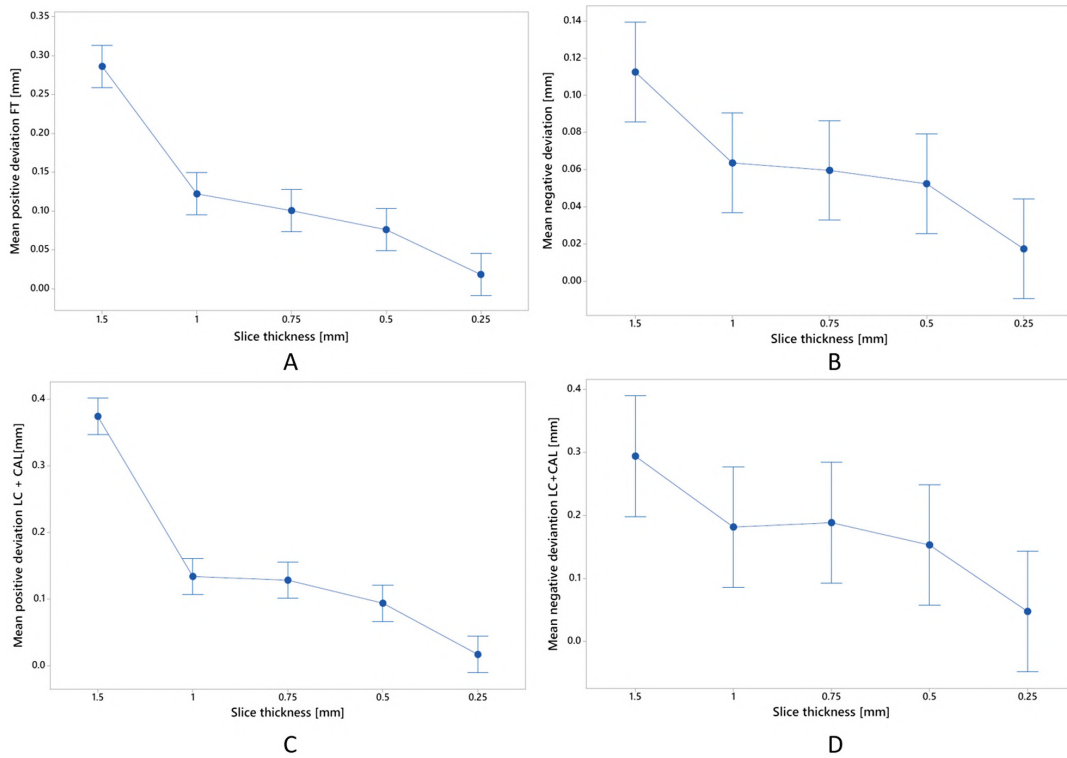 Mean positive deviation FT [mm]
0.35
0.30
0.25
0.20
0.15
0.10
0.05
0.00
1.5 1 0.75 0.5 0.25
Slice thickness [mm]
A
Mean negative deviation [mm]
0.14
0.12
0.10
0.08
0.06
0.04
0.02
0.00
1.5 1 0.75 0.5 0.25
Slice thickness [mm]
B
Mean positive deviation LC + CAL[mm]
0.4
0.3
0.2
0.1
0.0
1.5 1 0.75 0.5 0.25
Slice thickness [mm]
C
Mean negative deviantion LC+CAL [mm]
0.4
0.3
0.2
0.1
0.0
1.5 1 0.75 0.5 0.25
Slice thickness [mm]
D